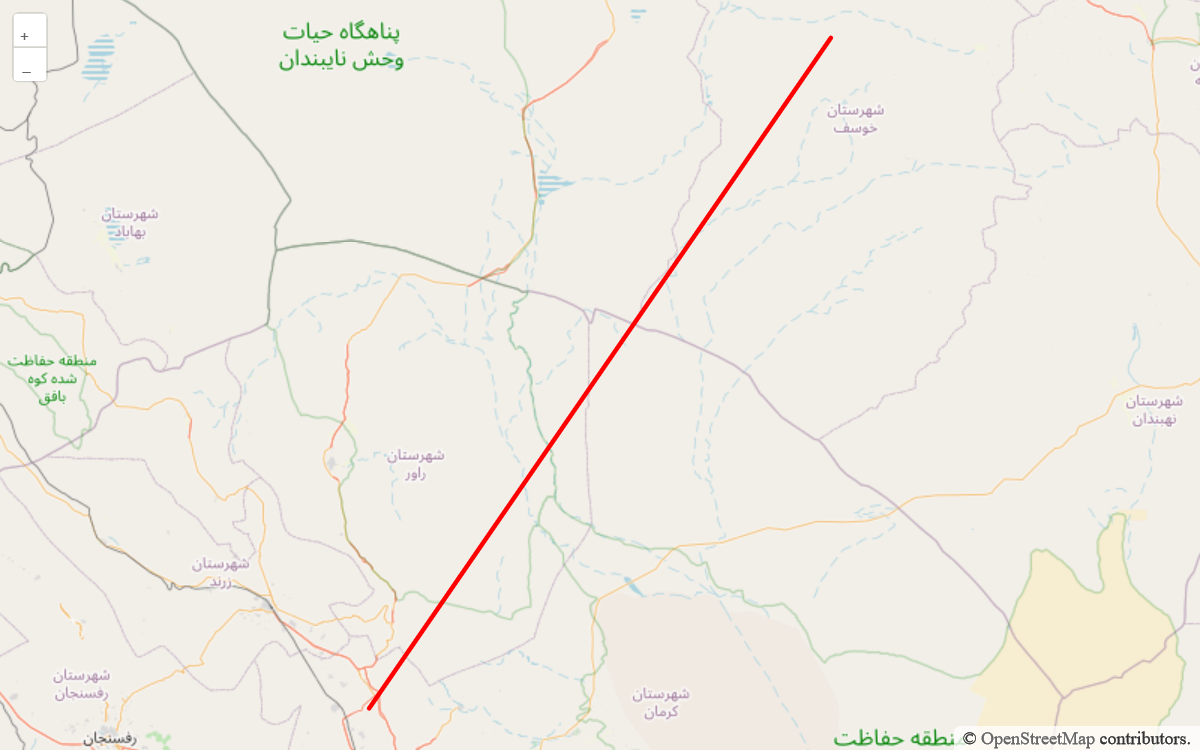 +
–
پناهگاه حیات
وحش نایبندان
شهرستان
خوسف
شهرستان
بهاباد
منطقه حفاظت
شده کوه
بافق
شهرستان
نهبندان
شهرستان
راور
شهرستان
زرند
شهرستان
رفسنجان
شهرستان
کرمان
رفسنجان
منطقه حفاظت
© OpenStreetMap contributors.